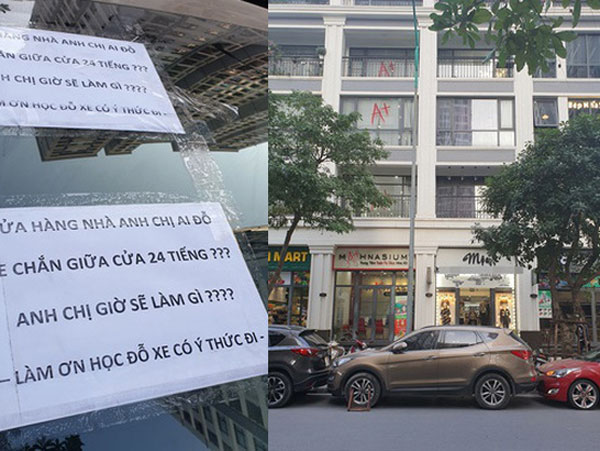 HÀNG NHÀ ANH CHỊ AI ĐỖ
CHẮN GIỮA CỬA 24 TIẾNG ???
ANH CHỊ GIỜ SẼ LÀM GÌ ????
ƠN HỌC ĐỖ XE CÓ Ý THỨC ĐI -
HÀNG NHÀ ANH CHỊ AI ĐỖ
CHẮN GIỮA CỬA 24 TIẾNG ???
ANH CHỊ GIỜ SẼ LÀM GÌ ????
- LÀM ƠN HỌC ĐỖ XE CÓ Ý THỨC ĐI -
A+
A+
MART
MATHNASIUM